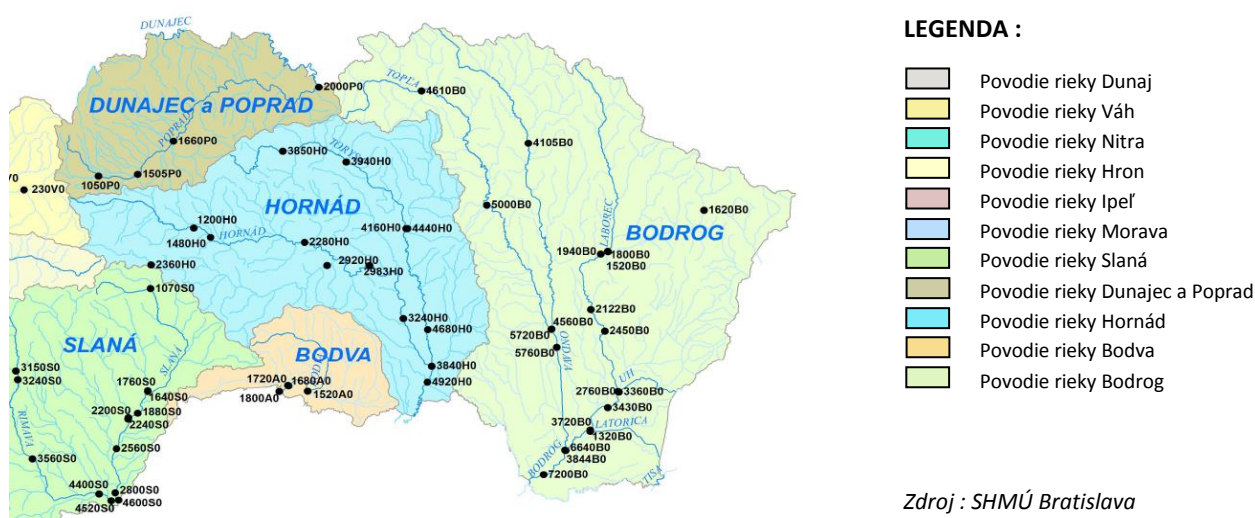 DUNAJEC
DUNAJEC a POPRAD
POPRAD
2000P0
1660P0
1505P0
1050P0
230V0
TOPĽA
4610B0
4105B0
5000B0
1620B0
3850H0
TORYSA
3940H0
HORNÁD
1200H0
1480H0
HORNÁD
2280H0
4160H0
4440H0
2920H0
2983H0
2360H0
1070S0
LABOREC
BODROG
1940B0
1800B0
1520B0
2122B0
2450B0
3240H0
4680H0
4560B0
5720B0
5760B0
ONDAVA
SLANÁ
SLANÁ
BODVA
3150S0
3240S0
1760S0
1640S0
1720A0
1680A0
1800A0
1520A0
3840H0
4920H0
UH
2760B0
3360B0
3430B0
2200S0
1880S0
2240S0
RIMAVA
2560S0
3560S0
3720B0
LATORICA
1320B0
6640B0
3844B0
BODROG
7200B0
TISA
4400S0
2800S0
4520S0
4600S0
LEGENDA :
Povodie rieky Dunaj
Povodie rieky Váh
Povodie rieky Nitra
Povodie rieky Hron
Povodie rieky Ipeľ
Povodie rieky Morava
Povodie rieky Slaná
Povodie rieky Dunajec a Poprad
Povodie rieky Hornád
Povodie rieky Bodva
Povodie rieky Bodrog
Zdroj : SHMÚ Bratislava